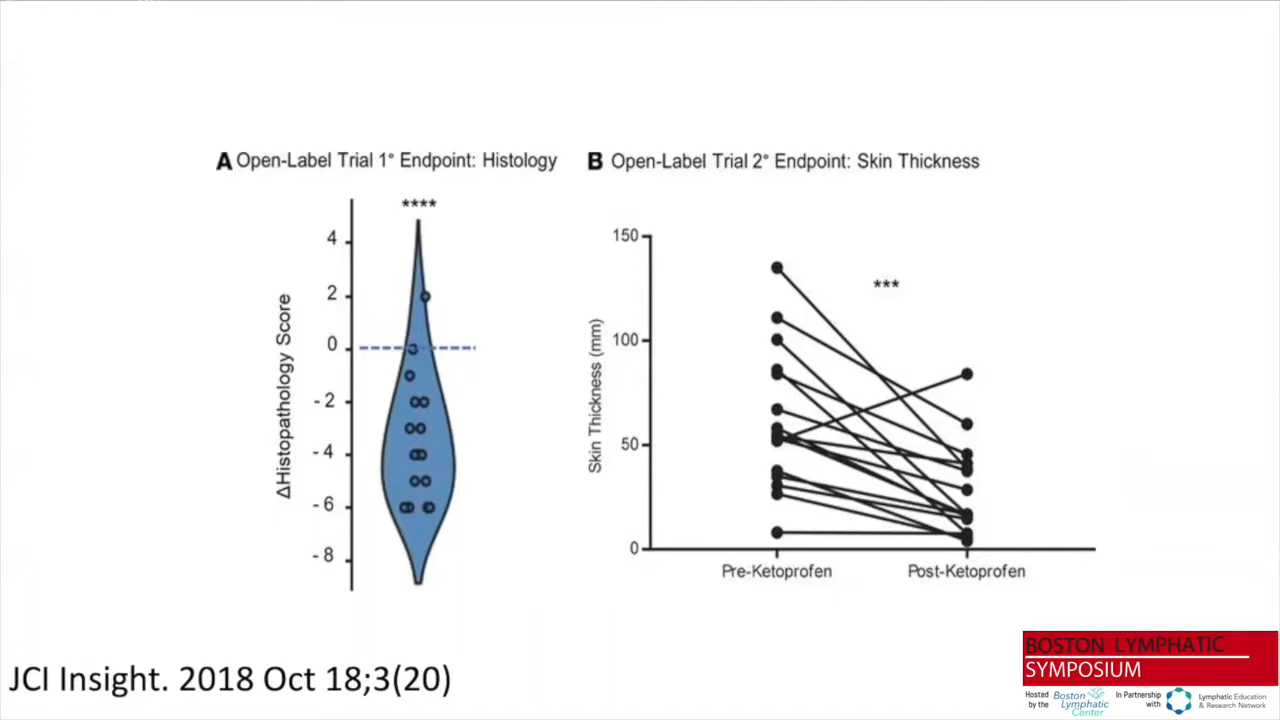 A Open-Label Trial 1° Endpoint: Histology
****
4
2
0
-2
-4
-6
-8
ΔHistopathology Score
B Open-Label Trial 2° Endpoint: Skin Thickness
***
150
100
50
0
Skin Thickness (mm)
Pre-Ketoprofen
Post-Ketoprofen
JCI Insight. 2018 Oct 18;3(20)
BOSTON LYMPHATIC
SYMPOSIUM
Hosted
by the
Boston
Lymphatic
Center
In Partnership
with
Lymphatic Education
& Research Network